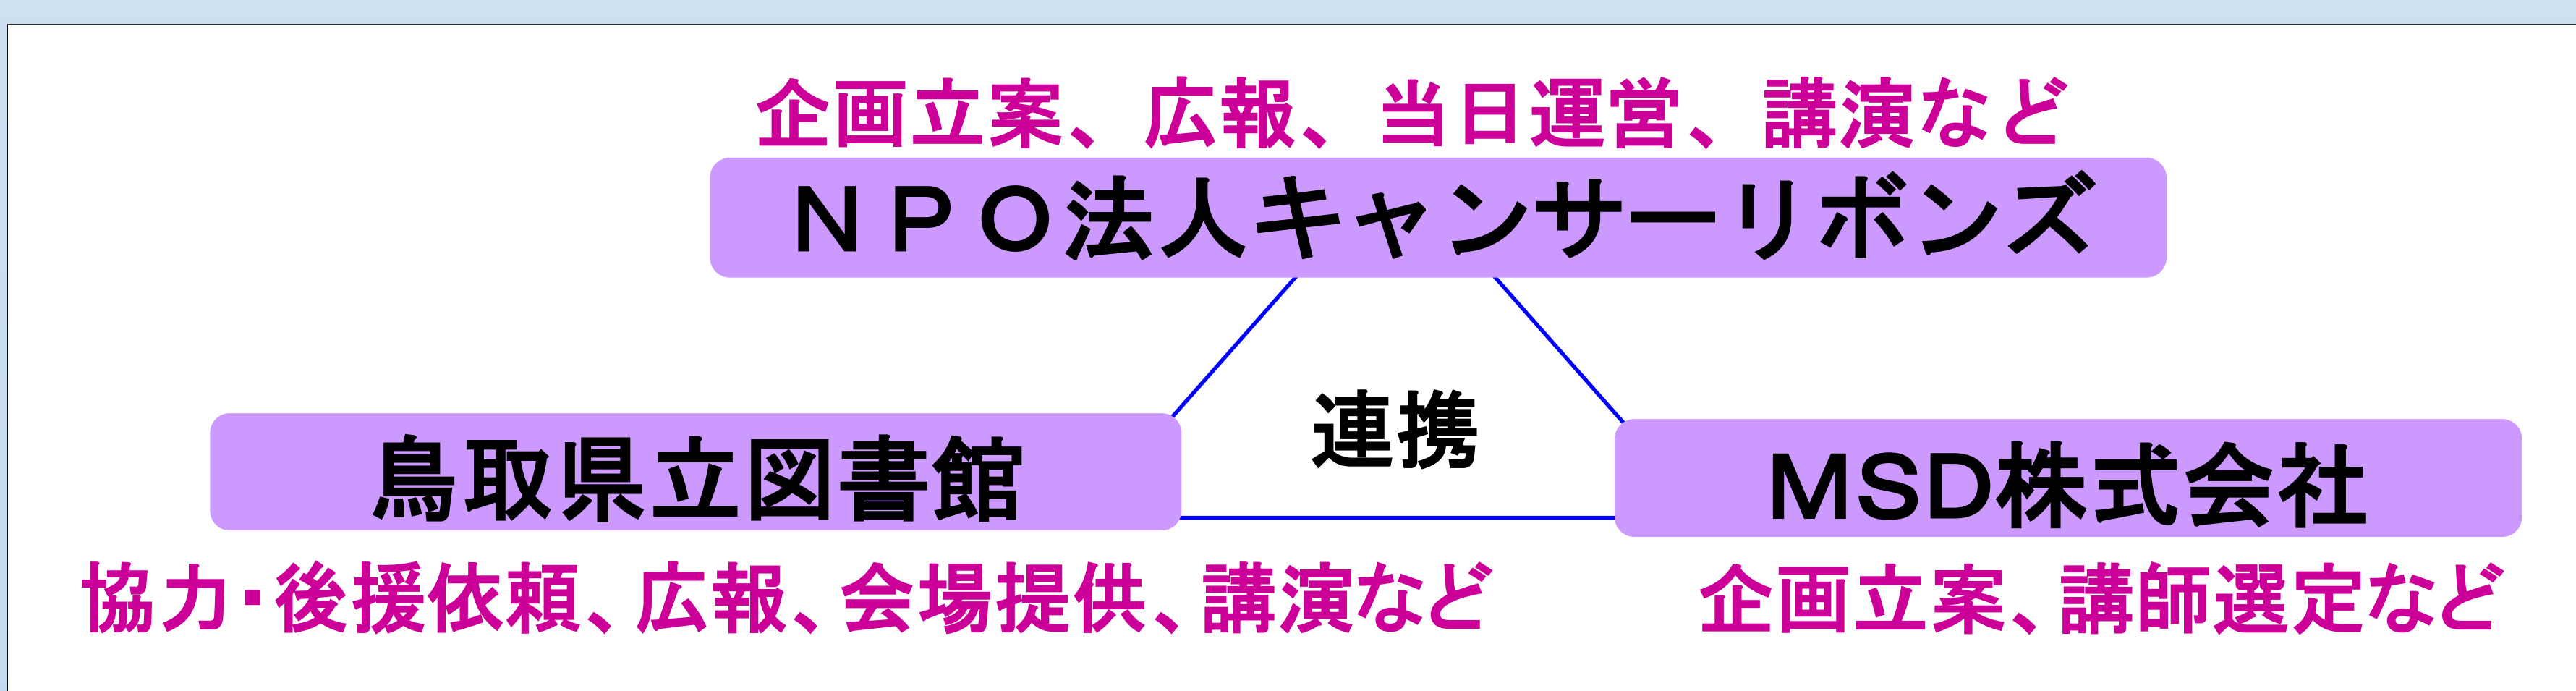 企画立案、広報、当日運営、講演など
ＮＰＯ法人キャンサーリボンズ
連携
鳥取県立図書館
MSD株式会社
協力・後援依頼、広報、会場提供、講演など
企画立案、講師選定など